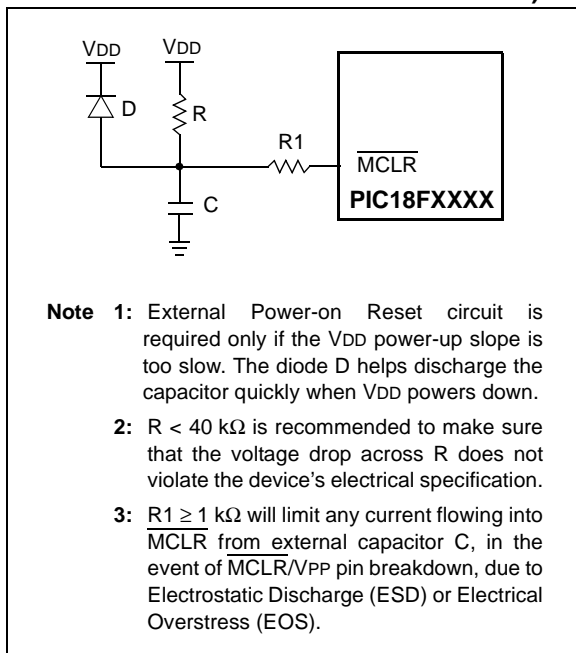 VDD VDD
D
R
R1
MCLR
PIC18FXXXX
C
Note 1: External Power-on Reset circuit is
required only if the VDD power-up slope is
too slow. The diode D helps discharge the
capacitor quickly when VDD powers down.
2: R < 40 kΩ is recommended to make sure
that the voltage drop across R does not
violate the device's electrical specification.
3: R1 ≥ 1 kΩ will limit any current flowing into
MCLR from external capacitor C, in the
event of MCLR/VPP pin breakdown, due to
Electrostatic Discharge (ESD) or Electrical
Overstress (EOS).